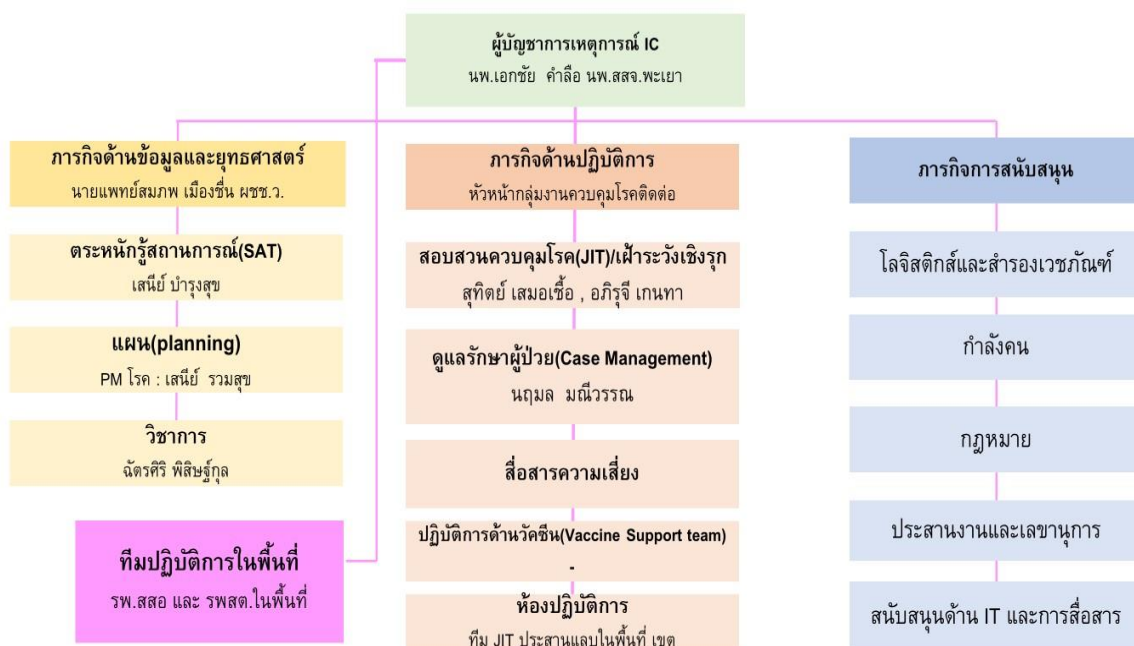 ผู้บัญชาการเหตุการณ์ IC
นพ.เอกชัย คำลือ นพ.สสจ.พะเยา
ภารกิจด้านข้อมูลและยุทธศาสตร์
นายแพทย์สมภพ เมืองชื่น ผชช.ว.
ตระหนักรู้สถานการณ์(SAT)
เสนีย์ บำรุงสุข
แผน(planning)
PM โรค : เสนีย์ รวมสุข
วิชาการ
ฉัตรศิริ พิสิษฐ์กุล
ทีมปฏิบัติการในพื้นที่
รพ.สสอ และ รพสต.ในพื้นที่
ภารกิจด้านปฏิบัติการ
หัวหน้ากลุ่มงานควบคุมโรคติดต่อ
สอบสวนควบคุมโรค(JIT)/เฝ้าระวังเชิงรุก
สุทิตย์ เสมอเชื้อ , อภิรุจี เกนทา
ดูแลรักษาผู้ป่วย(Case Management)
นฤมล มณีวรรณ
สื่อสารความเสี่ยง
ปฏิบัติการด้านวัคซีน(Vaccine Support team)
-
ห้องปฏิบัติการ
ทีม JIT ประสานแลบในพื้นที่ เขต
ภารกิจการสนับสนุน
โลจิสติกส์และสำรองเวชภัณฑ์
กำลังคน
กฎหมาย
ประสานงานและเลขานุการ
สนับสนุนด้าน IT และการสื่อสาร